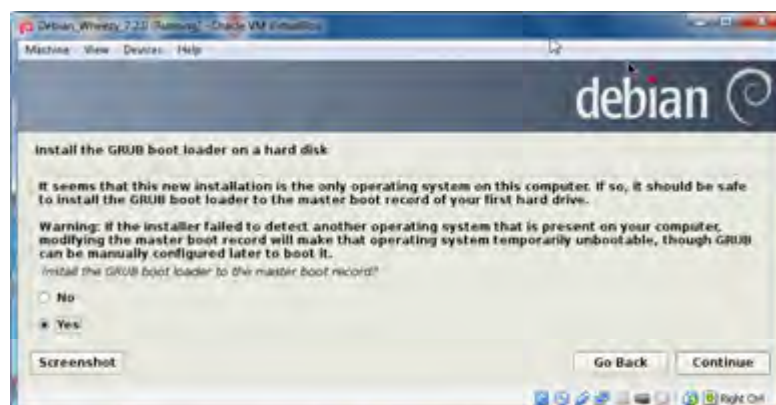 Debian_Wheezy_7.2.0 [Running] - Oracle VM VirtualBox
Machine View Devices Help
debian
Install the GRUB boot loader on a hard disk
It seems that this new installation is the only operating system on this computer. If so, it should be safe
to install the GRUB boot loader to the master boot record of your first hard drive.
Warning: If the installer failed to detect another operating system that is present on your computer,
modifying the master boot record will make that operating system temporarily unbootable, though GRUB
can be manually configured later to boot it.
Install the GRUB boot loader to the master boot record?
No
Yes
Screenshot
Go Back
Continue
Right Ctrl